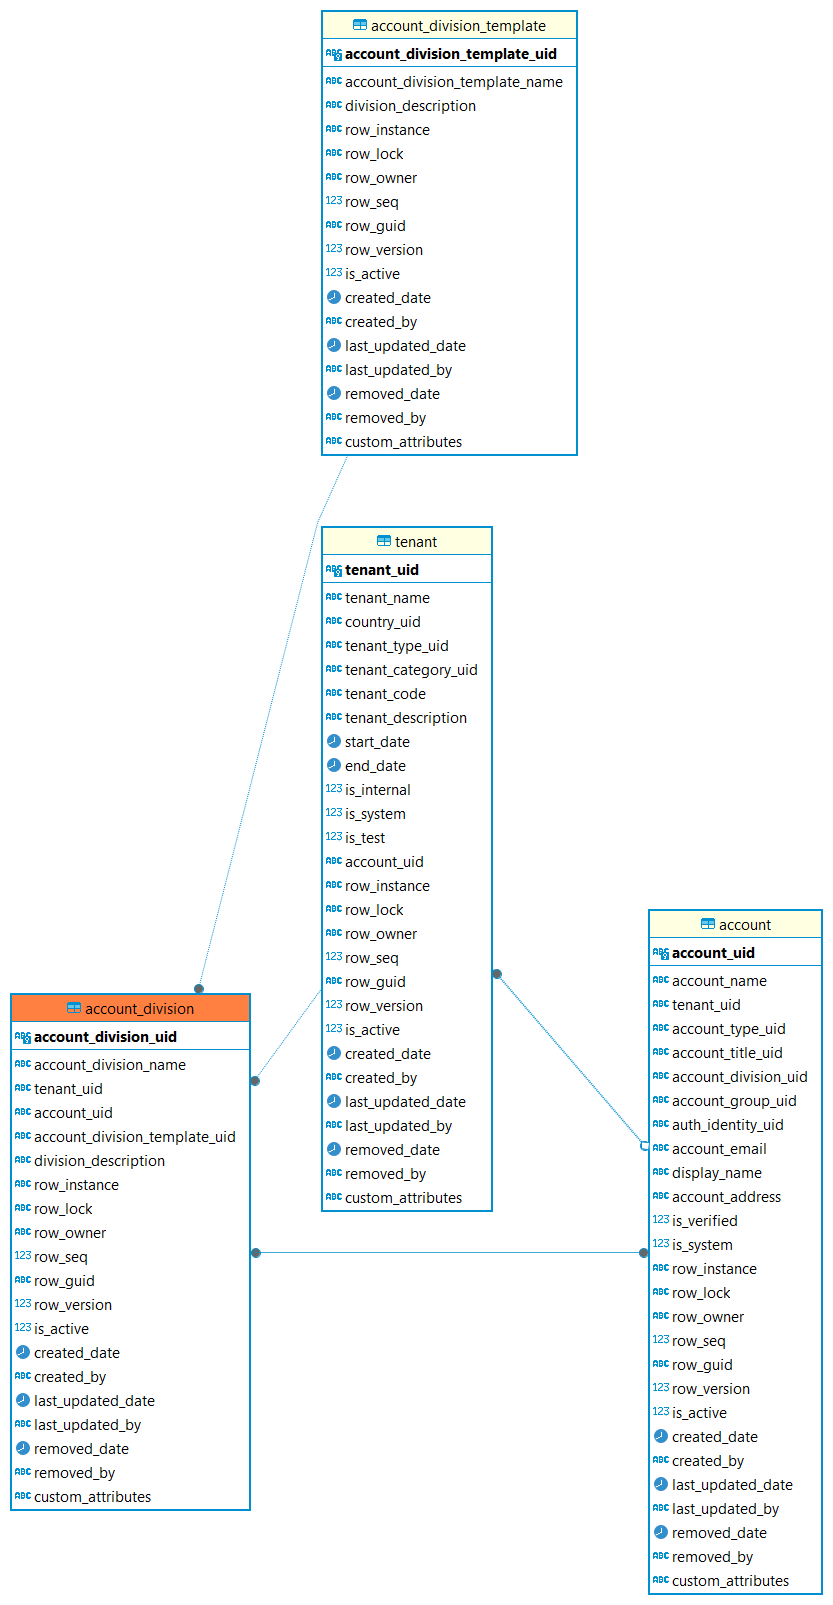 account_division_template
account_division_template_uid
account_division_template_name
division_description
row_instance
row_lock
row_owner
row_seq
row_guid
row_version
is_active
created_date
created_by
last_updated_date
last_updated_by
removed_date
removed_by
custom_attributes
tenant
tenant_uid
tenant_name
country_uid
tenant_type_uid
tenant_category_uid
tenant_code
tenant_description
start_date
end_date
is_internal
is_system
is_test
account_uid
row_instance
row_lock
row_owner
row_seq
row_guid
row_version
is_active
created_date
created_by
last_updated_date
last_updated_by
removed_date
removed_by
custom_attributes
account_division
account_division_uid
account_division_name
tenant_uid
account_uid
account_division_template_uid
division_description
row_instance
row_lock
row_owner
row_seq
row_guid
row_version
is_active
created_date
created_by
last_updated_date
last_updated_by
removed_date
removed_by
custom_attributes
account
account_uid
account_name
tenant_uid
account_type_uid
account_title_uid
account_division_uid
account_group_uid
auth_identity_uid
account_email
display_name
account_address
is_verified
is_system
row_instance
row_lock
row_owner
row_seq
row_guid
row_version
is_active
created_date
created_by
last_updated_date
last_updated_by
removed_date
removed_by
custom_attributes